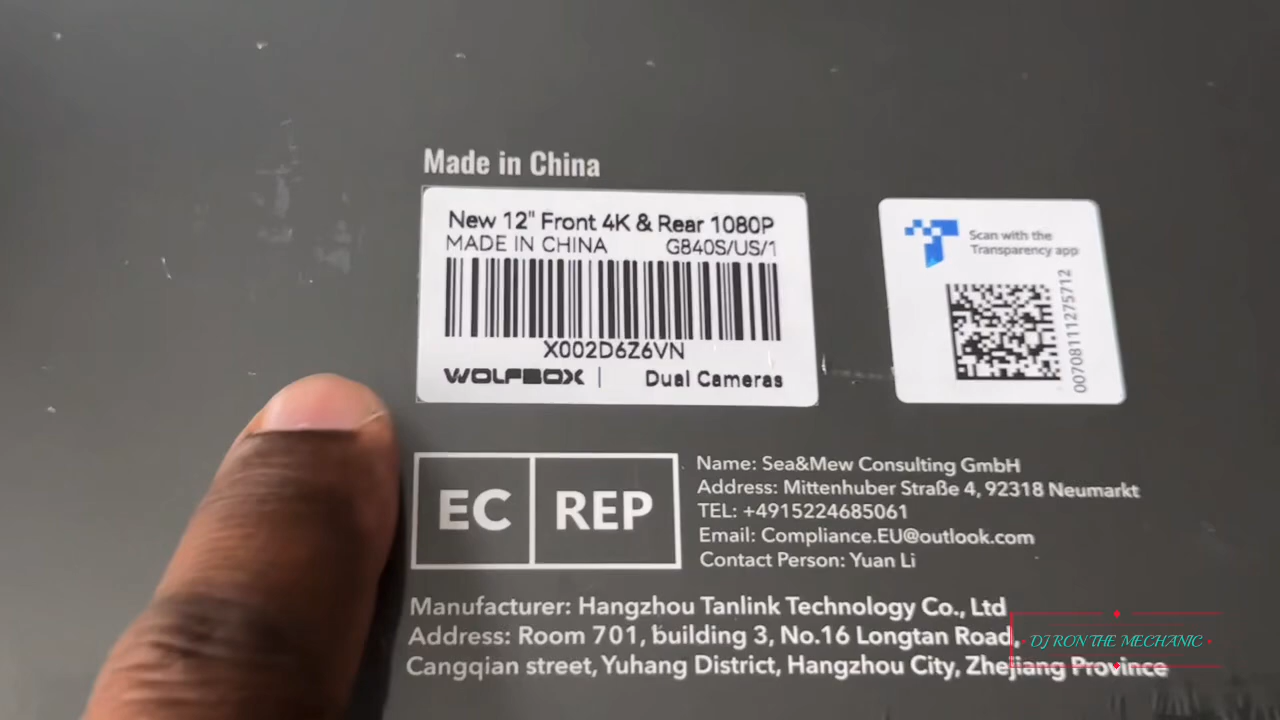 Made in China
New 12" Front 4K & Rear 1080P
MADE IN CHINA G840S/US/1
X002D6Z6VN
WOLFBOX | Dual Cameras
Scan with the
Transparency app
00708111275712
EC REP
Name: Sea&Mew Consulting GmbH
Address: Mittenhuber Straße 4, 92318 Neumarkt
TEL: +4915224685061
Email: Compliance.EU@outlook.com
Contact Person: Yuan Li
Manufacturer: Hangzhou Tanlink Technology Co., Ltd
Address: Room 701, building 3, No.16 Longtan Road,
Cangqian street, Yuhang District, Hangzhou City, Zhejiang Province
DJ RON THE MECHANIC